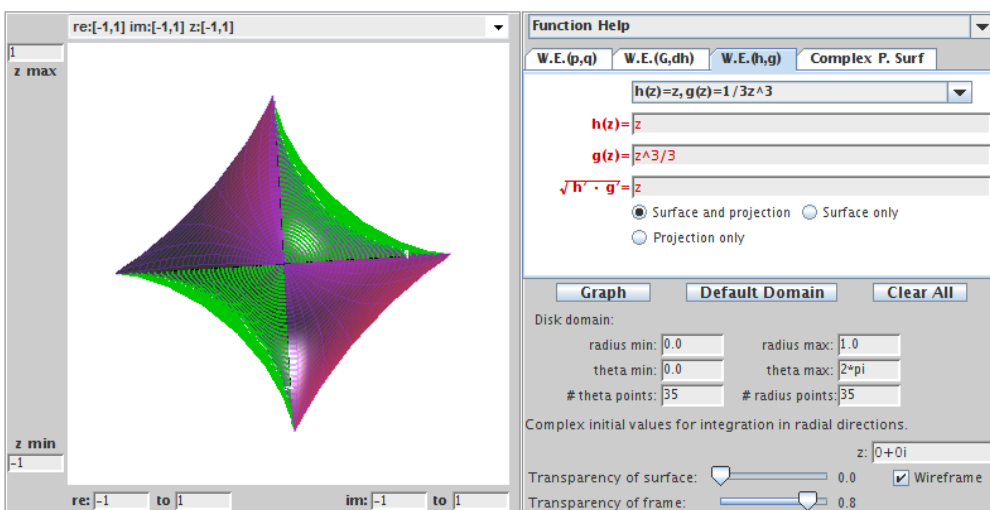 re:[-1,1] im:[-1,1] z:[-1,1]
1
z max
z min
-1
re: -1 to 1 im: -1 to 1
Function Help
W.E.(p,q) W.E.(G,dh) W.E.(h,g) Complex P. Surf
h(z)=z, g(z)=1/3z^3
h(z)= z
g(z)= z^3/3
√h' · g' = z
Surface and projection Surface only
Projection only
Graph Default Domain Clear All
Disk domain:
radius min: 0.0 radius max: 1.0
theta min: 0.0 theta max: 2*pi
# theta points: 35 # radius points: 35
Complex initial values for integration in radial directions.
z: 0+0i
Transparency of surface: 0.0 Wireframe
Transparency of frame: 0.8